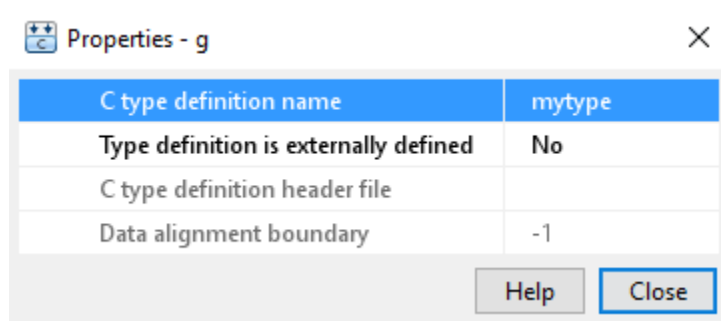 Properties - g
C type definition name mytype
Type definition is externally defined No
C type definition header file
Data alignment boundary -1
Help Close